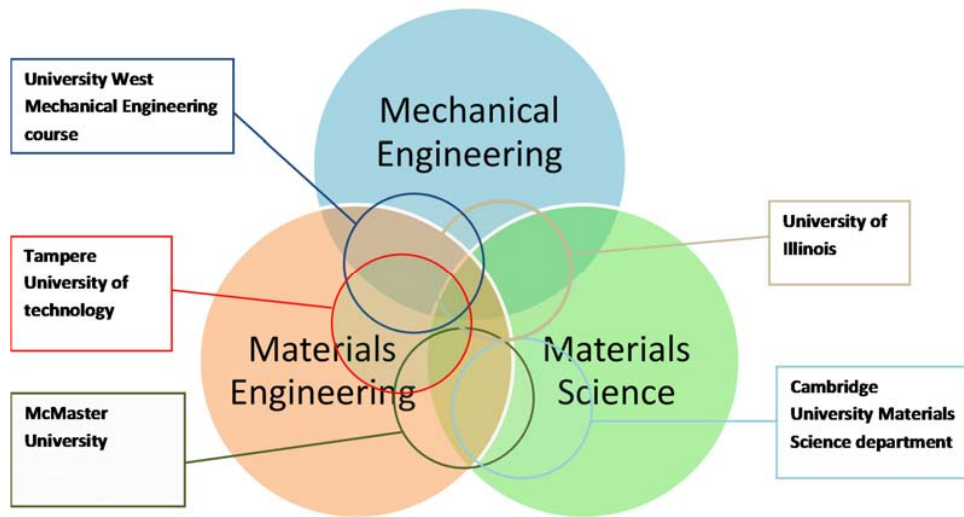 University West
Mechanical Engineering
course
Mechanical
Engineering
Tampere
University of
technology
University of
Illinois
Materials
Engineering
Materials
Science
McMaster
University
Cambridge
University Materials
Science department